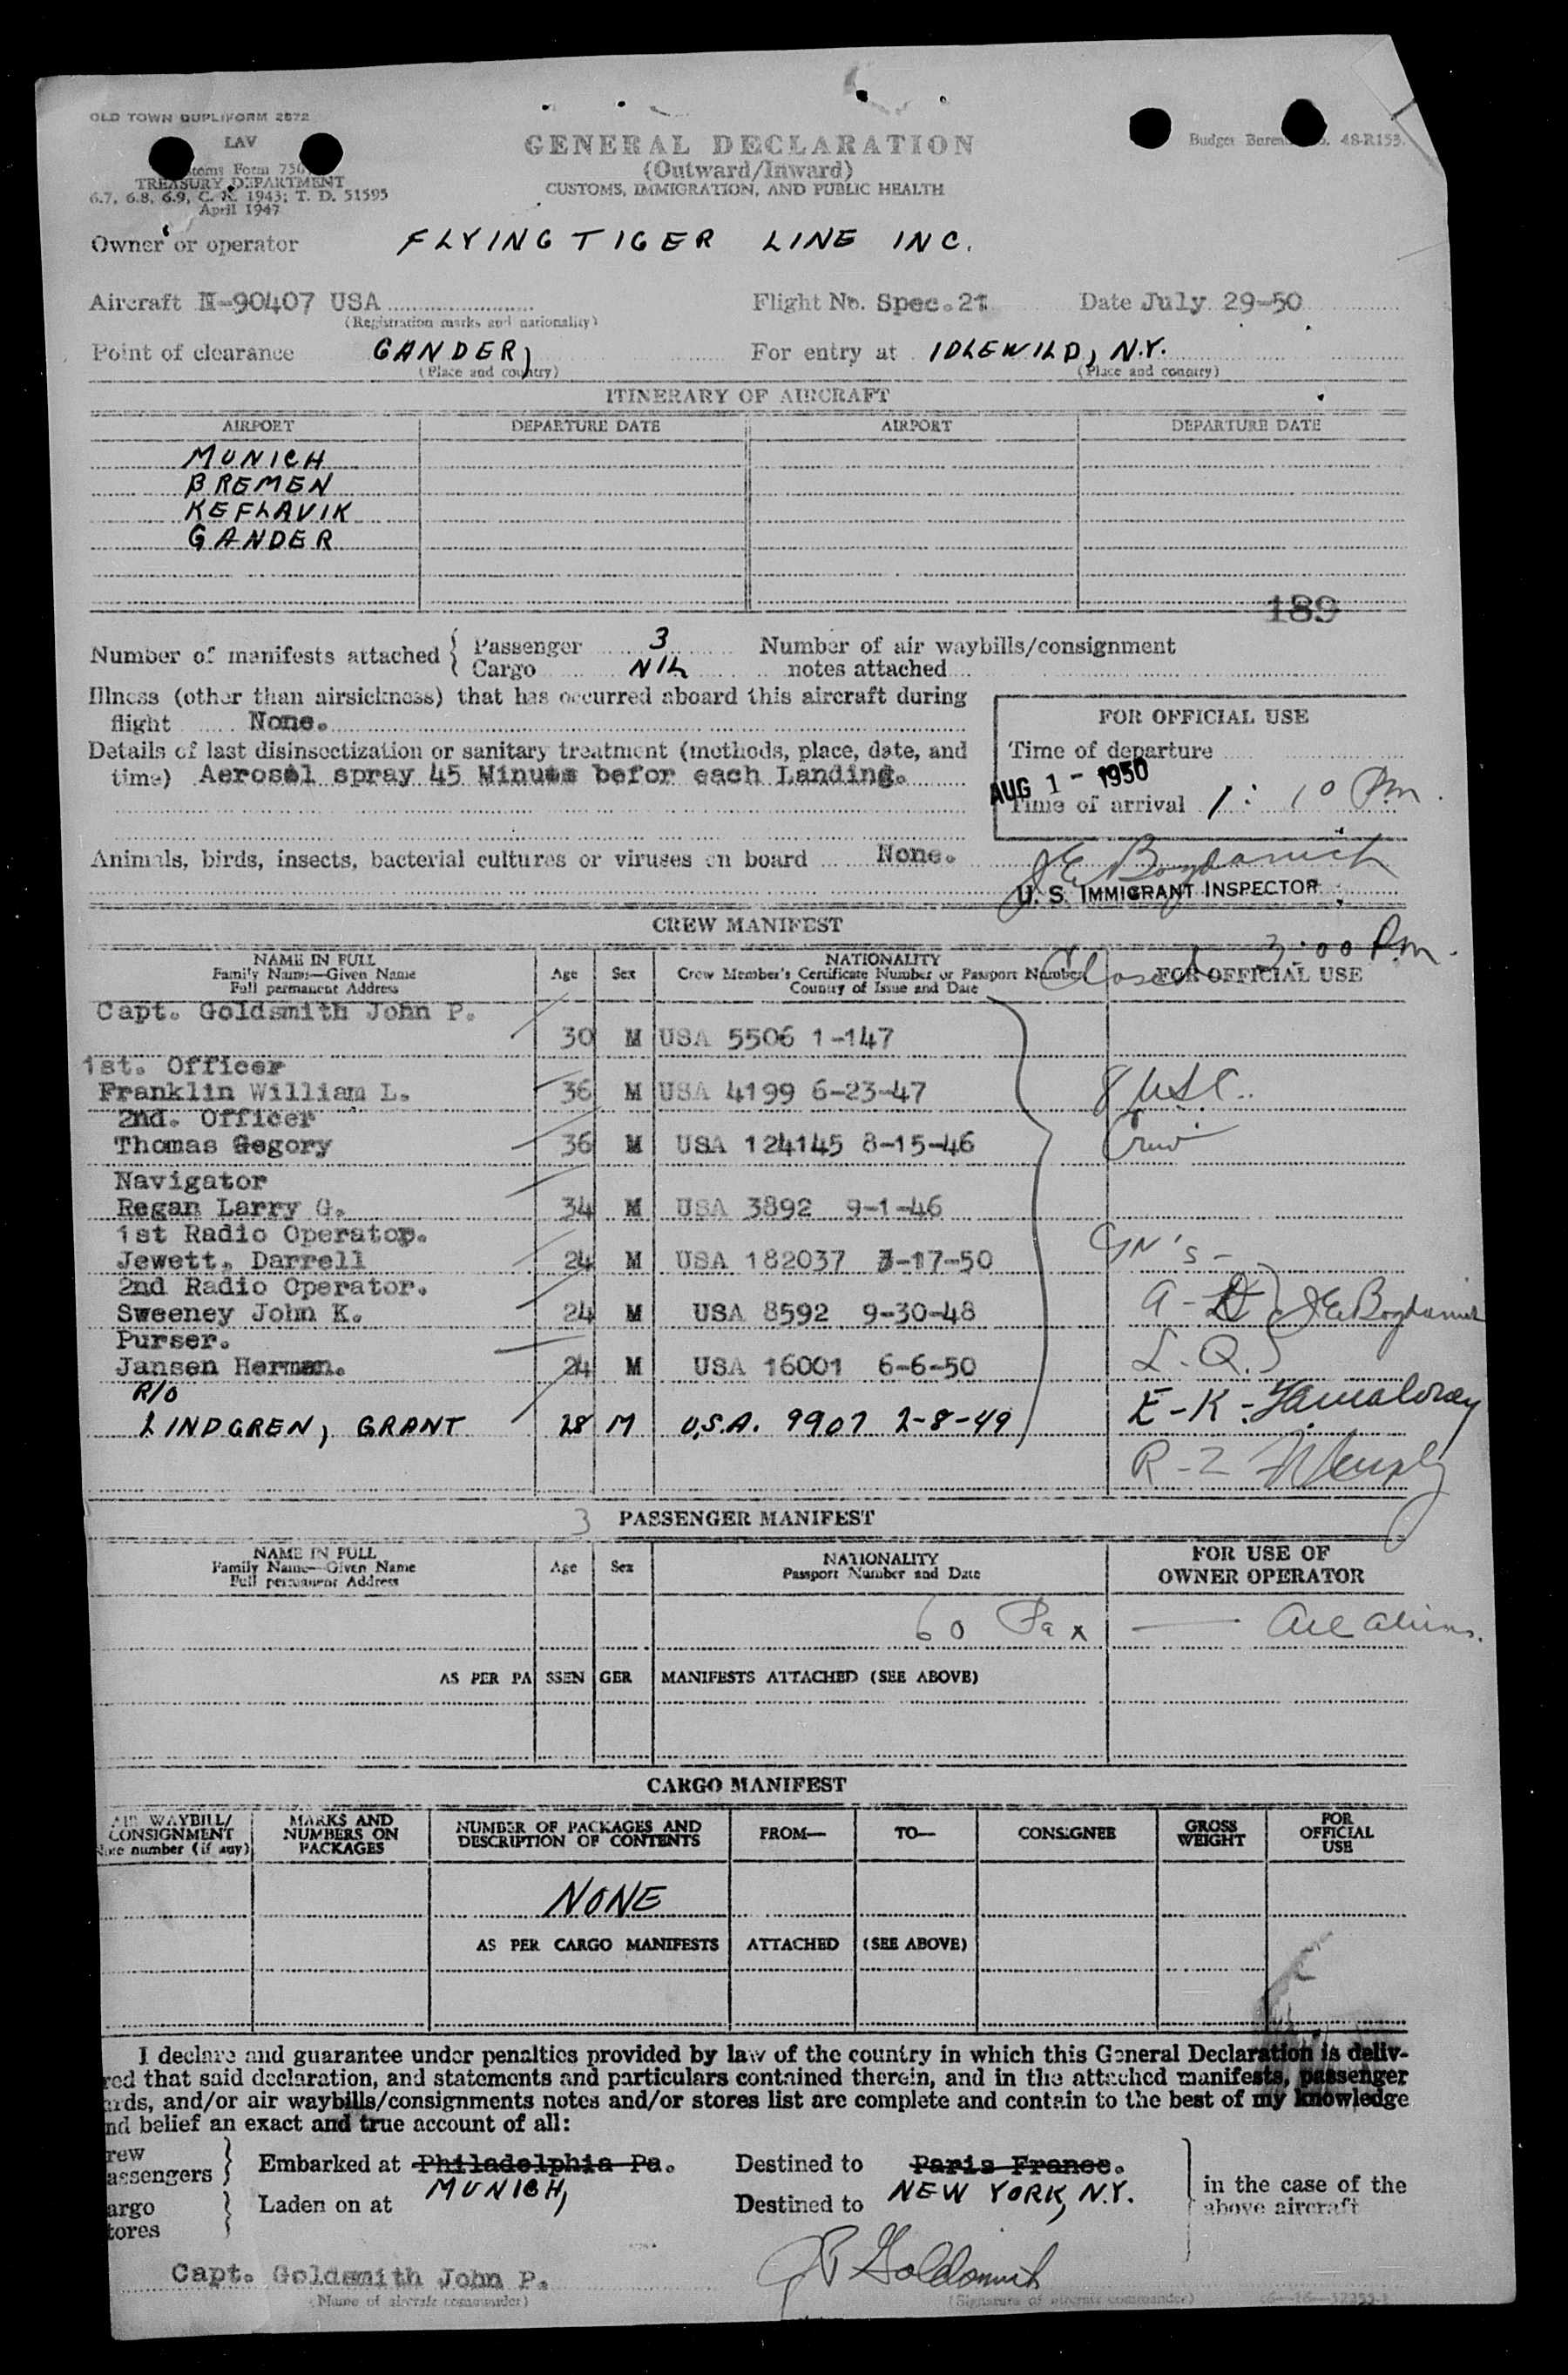 OLD TOWN DUPLIFORM 2872
LAV
Customs Form 750
TREASURY DEPARTMENT
6.7, 6.8, 6.9, C. R. 1943; T. D. 51595
April 1947
GENERAL DECLARATION
(Outward/Inward)
CUSTOMS, IMMIGRATION, AND PUBLIC HEALTH
Budget Bureau No. 48-R153.
Owner or operator FLYING TIGER LINE INC.
Aircraft N-90407 USA Flight No. Spec. 21 Date July 29-50
(Registration marks and nationality)
Point of clearance GANDER, For entry at IDLEWILD, N.Y.
(Place and country) (Place and country)
ITINERARY OF AIRCRAFT
AIRPORT DEPARTURE DATE AIRPORT DEPARTURE DATE
MUNICH
BREMEN
KEFLAVIK
GANDER
189
Number of manifests attached { Passenger 3 Number of air waybills/consignment
Cargo NIL notes attached
Illness (other than airsickness) that has occurred aboard this aircraft during
flight None.
FOR OFFICIAL USE
Details of last disinsectization or sanitary treatment (methods, place, date, and
time) Aerosol spray 45 Minuts befor each Landing.
Time of departure
AUG 1 - 1950
Time of arrival 1: 10 Pm.
Animals, birds, insects, bacterial cultures or viruses on board None.
JE Bogdanich
U. S. IMMIGRANT INSPECTOR
CREW MANIFEST
Closed 3:00 Pm.
NAME IN FULL Age Sex NATIONALITY FOR OFFICIAL USE
Family Name—Given Name Crew Member's Certificate Number or Passport Number
Full permanent Address Country of Issue and Date
Capt. Goldsmith John P.
30 M USA 5506 1-147
1st. Officer
Franklin William L. 36 M USA 4199 6-23-47 8 USC.
2nd. Officer
Thomas Gegory 36 M USA 124145 8-15-46 Crew
Navigator
Regan Larry G. 34 M USA 3892 9-1-46
1st Radio Operator.
Jewett. Darrell 24 M USA 182037 3-17-50 GN's -
2nd Radio Operator.
Sweeney John K. 24 M USA 8592 9-30-48 A - D JE Bogdanich
Purser.
Jansen Herman. 24 M USA 16001 6-6-50 L. Q.
R/O
LINDGREN, GRANT 28 M U.S.A. 9907 2-8-49 E - K -
R - Z
3 PASSENGER MANIFEST
NAME IN FULL Age Sex NATIONALITY FOR USE OF
Family Name—Given Name Passport Number and Date OWNER OPERATOR
Full permanent Address
60 Pax — All aliens.
AS PER PASSENGER MANIFESTS ATTACHED (SEE ABOVE)
CARGO MANIFEST
AIR WAYBILL/ CONSIGNMENT Note number (if any) MARKS AND NUMBERS ON PACKAGES NUMBER OF PACKAGES AND DESCRIPTION OF CONTENTS FROM— TO— CONSIGNEE GROSS WEIGHT FOR OFFICIAL USE
NONE
AS PER CARGO MANIFESTS ATTACHED (SEE ABOVE)
I declare and guarantee under penalties provided by law of the country in which this General Declaration is deliv-
red that said declaration, and statements and particulars contained therein, and in the attached manifests, passenger
ards, and/or air waybills/consignments notes and/or stores list are complete and contain to the best of my knowledge
nd belief an exact and true account of all:
rew
assengers } Embarked at Philadelphia Pa. Destined to Paris France.
MUNICH, NEW YORK, N.Y.
in the case of the
above aircraft
argo
tores } Laden on at Destined to
Capt. Goldsmith John P. JP Goldsmith
(Name of aircraft commander) (Signature of aircraft commander)